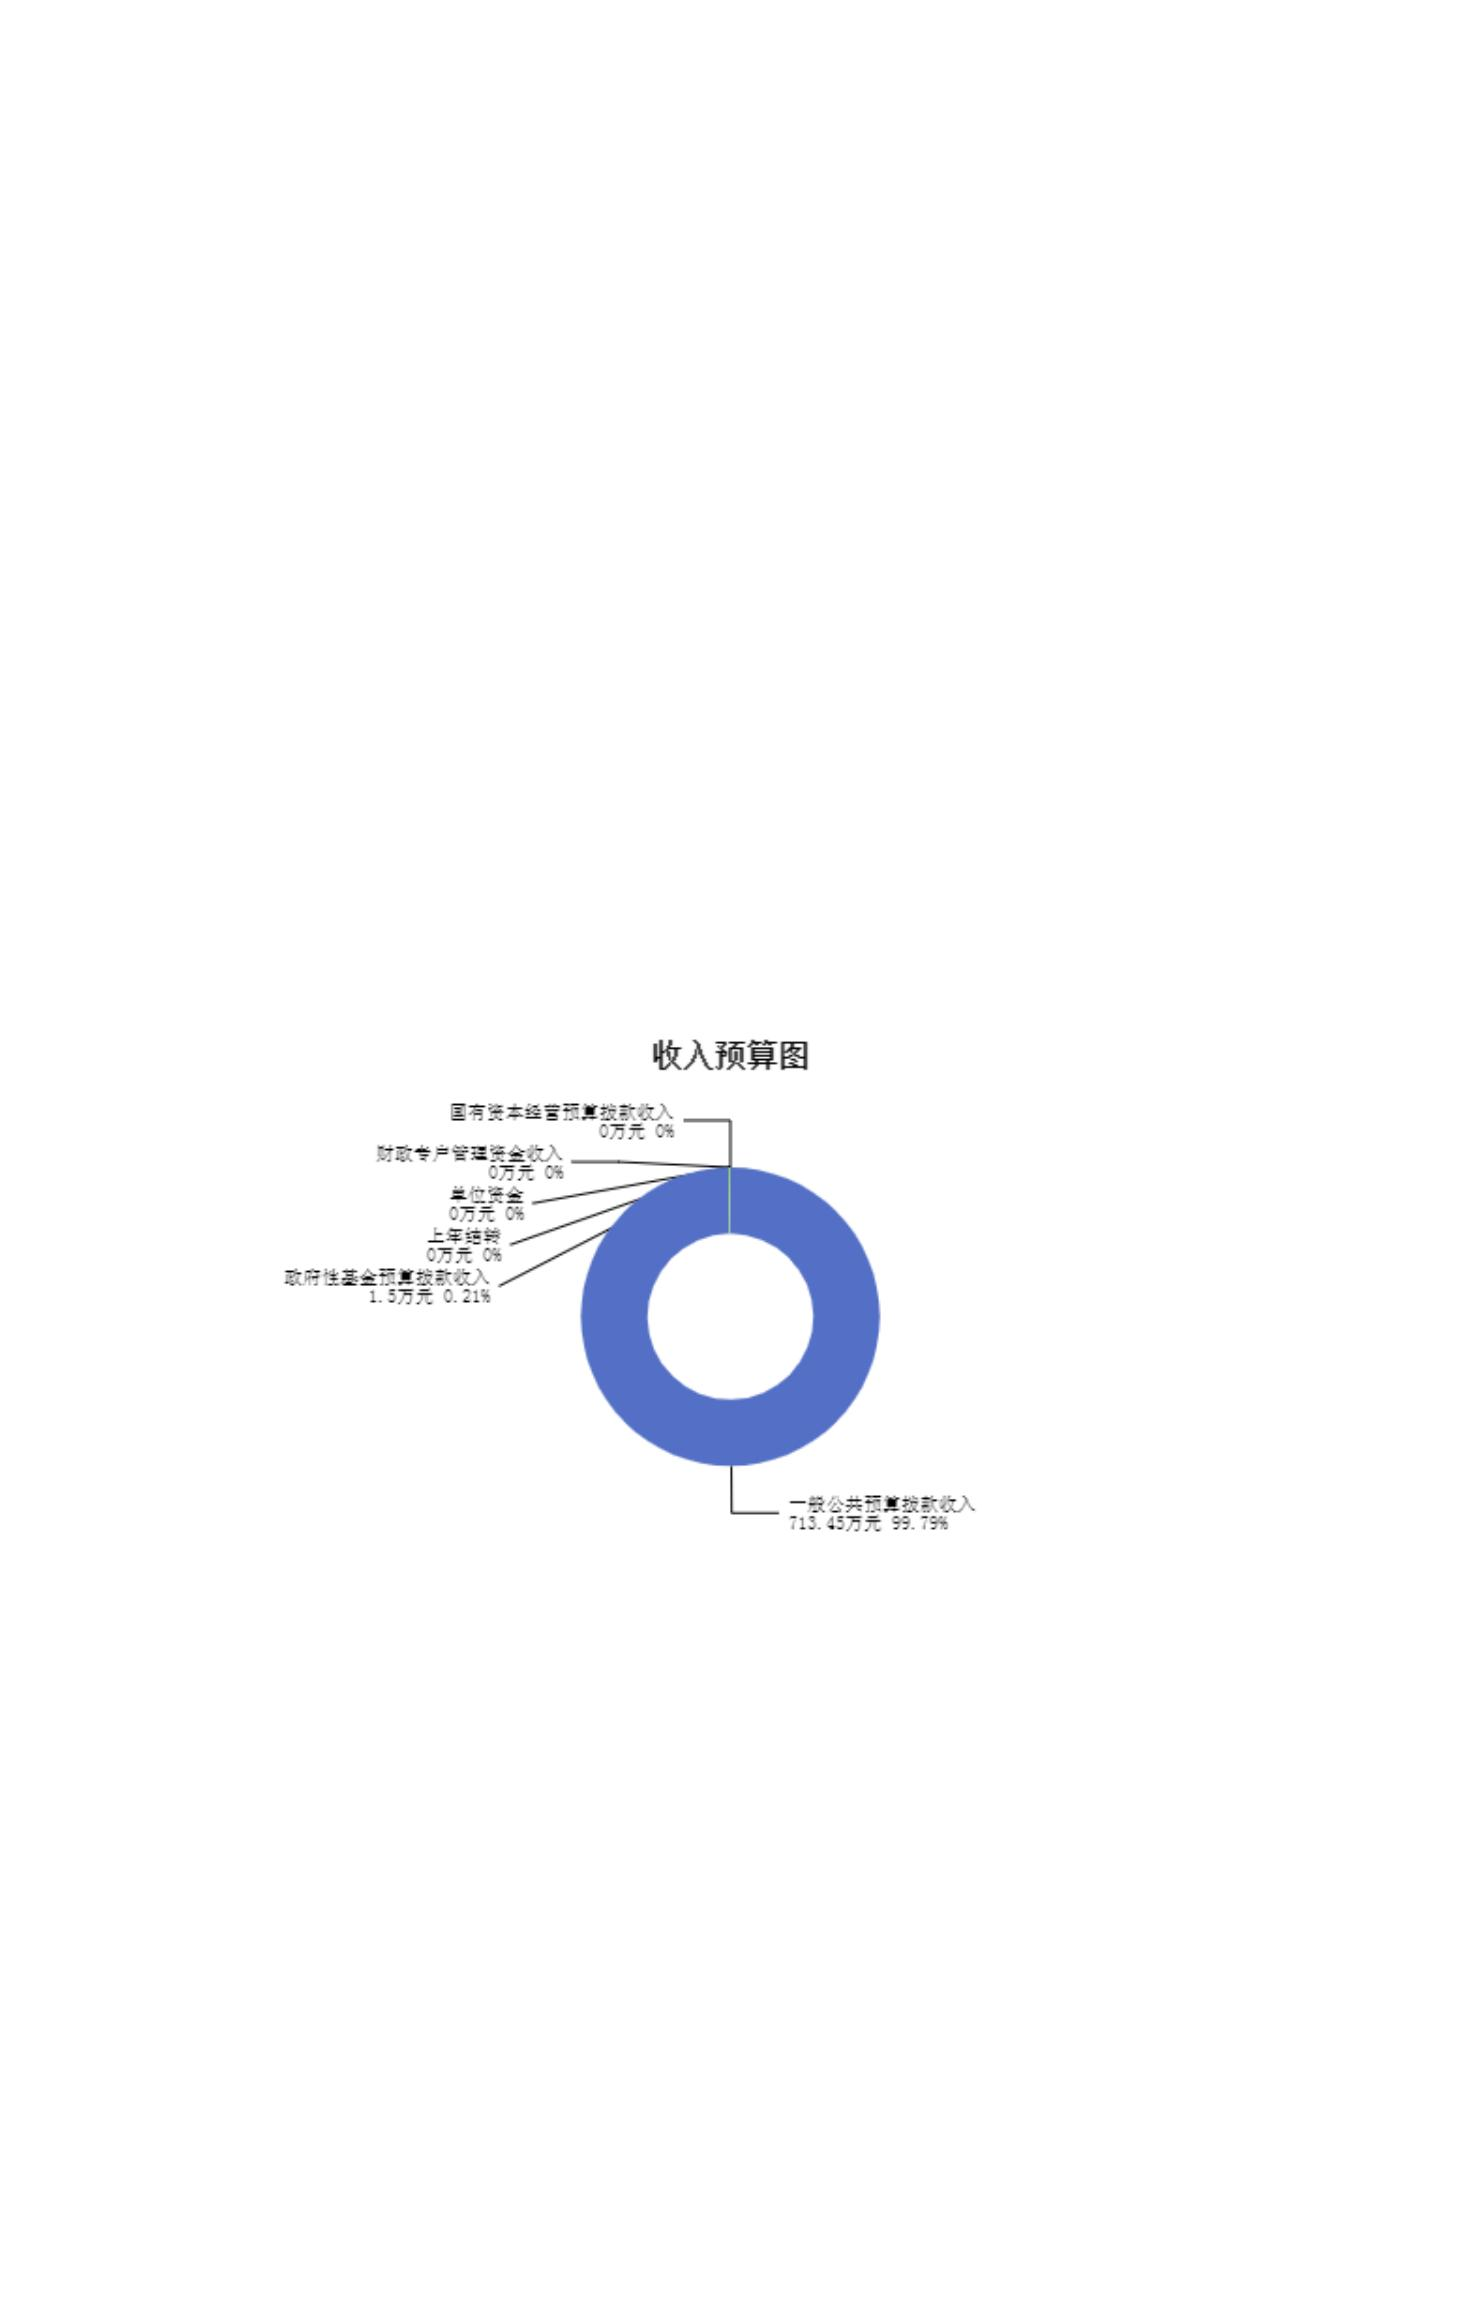 收入预算图
国有资本经营预算拨款收入
0万元 0%
财政专户管理资金收入
0万元 0%
单位资金
0万元 0%
上年结转
0万元 0%
政府性基金预算拨款收入
1.5万元 0.21%
一般公共预算拨款收入
713.45万元 99.79%